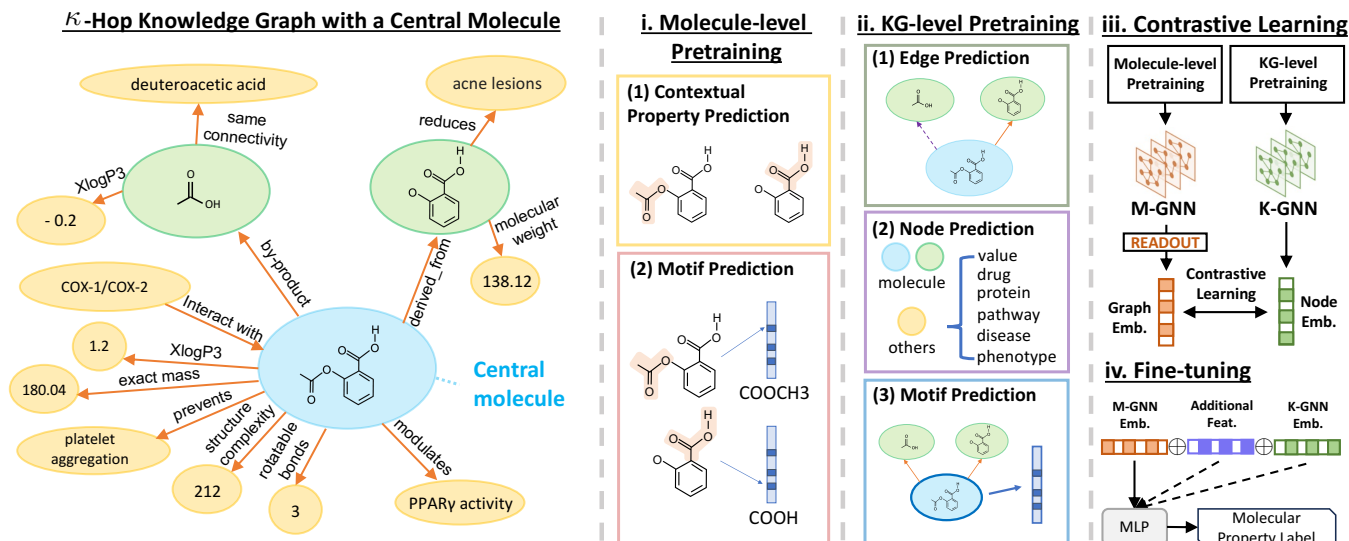 κ-Hop Knowledge Graph with a Central Molecule
deuteroacetic acid
acne lesions
same
connectivity
reduces
O
OH
H
O
O
O
XlogP3
- 0.2
molecular
weight
138.12
by-product
derived_from
COX-1/COX-2
Interact with
1.2
XlogP3
180.04
exact mass
H
O
O
O
O
Central
molecule
prevents
platelet
aggregation
structure
complexity
212
rotatable
bonds
3
modulates
PPARγ activity
i. Molecule-level
Pretraining
(1) Contextual
Property Prediction
H
O
O
O
O
H
O
O
O
(2) Motif Prediction
H
O
O
O
O
COOCH3
H
O
O
O
COOH
ii. KG-level Pretraining
(1) Edge Prediction
O
OH
H
O
O
O
H
O
O
O
O
(2) Node Prediction
molecule
others
value
drug
protein
pathway
disease
phenotype
(3) Motif Prediction
O
OH
H
O
O
O
H
O
O
O
O
iii. Contrastive Learning
Molecule-level
Pretraining
KG-level
Pretraining
M-GNN
K-GNN
READOUT
Contrastive
Learning
Graph
Emb.
Node
Emb.
iv. Fine-tuning
M-GNN
Emb.
Additional
Feat.
K-GNN
Emb.
MLP
Molecular
Property Label